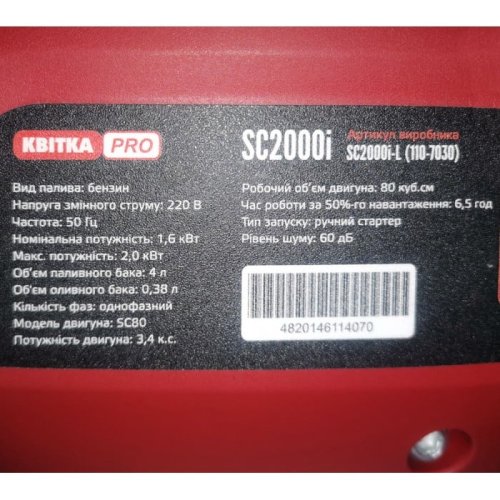 КВІТКА PRO
SC2000i
Артикул виробника
SC2000i-L (110-7030)
Вид палива: бензин
Напруга змінного струму: 220 В
Частота: 50 Гц
Номінальна потужність: 1,6 кВт
Макс. потужність: 2,0 кВт
Об'єм паливного бака: 4 л
Об'єм оливного бака: 0,38 л
Кількість фаз: однофазний
Модель двигуна: SC80
Потужність двигуна: 3,4 к.с.
Робочий об'єм двигуна: 80 куб.см
Час роботи за 50%-го навантаження: 6,5 год
Тип запуску: ручний стартер
Рівень шуму: 60 дБ
4820146114070